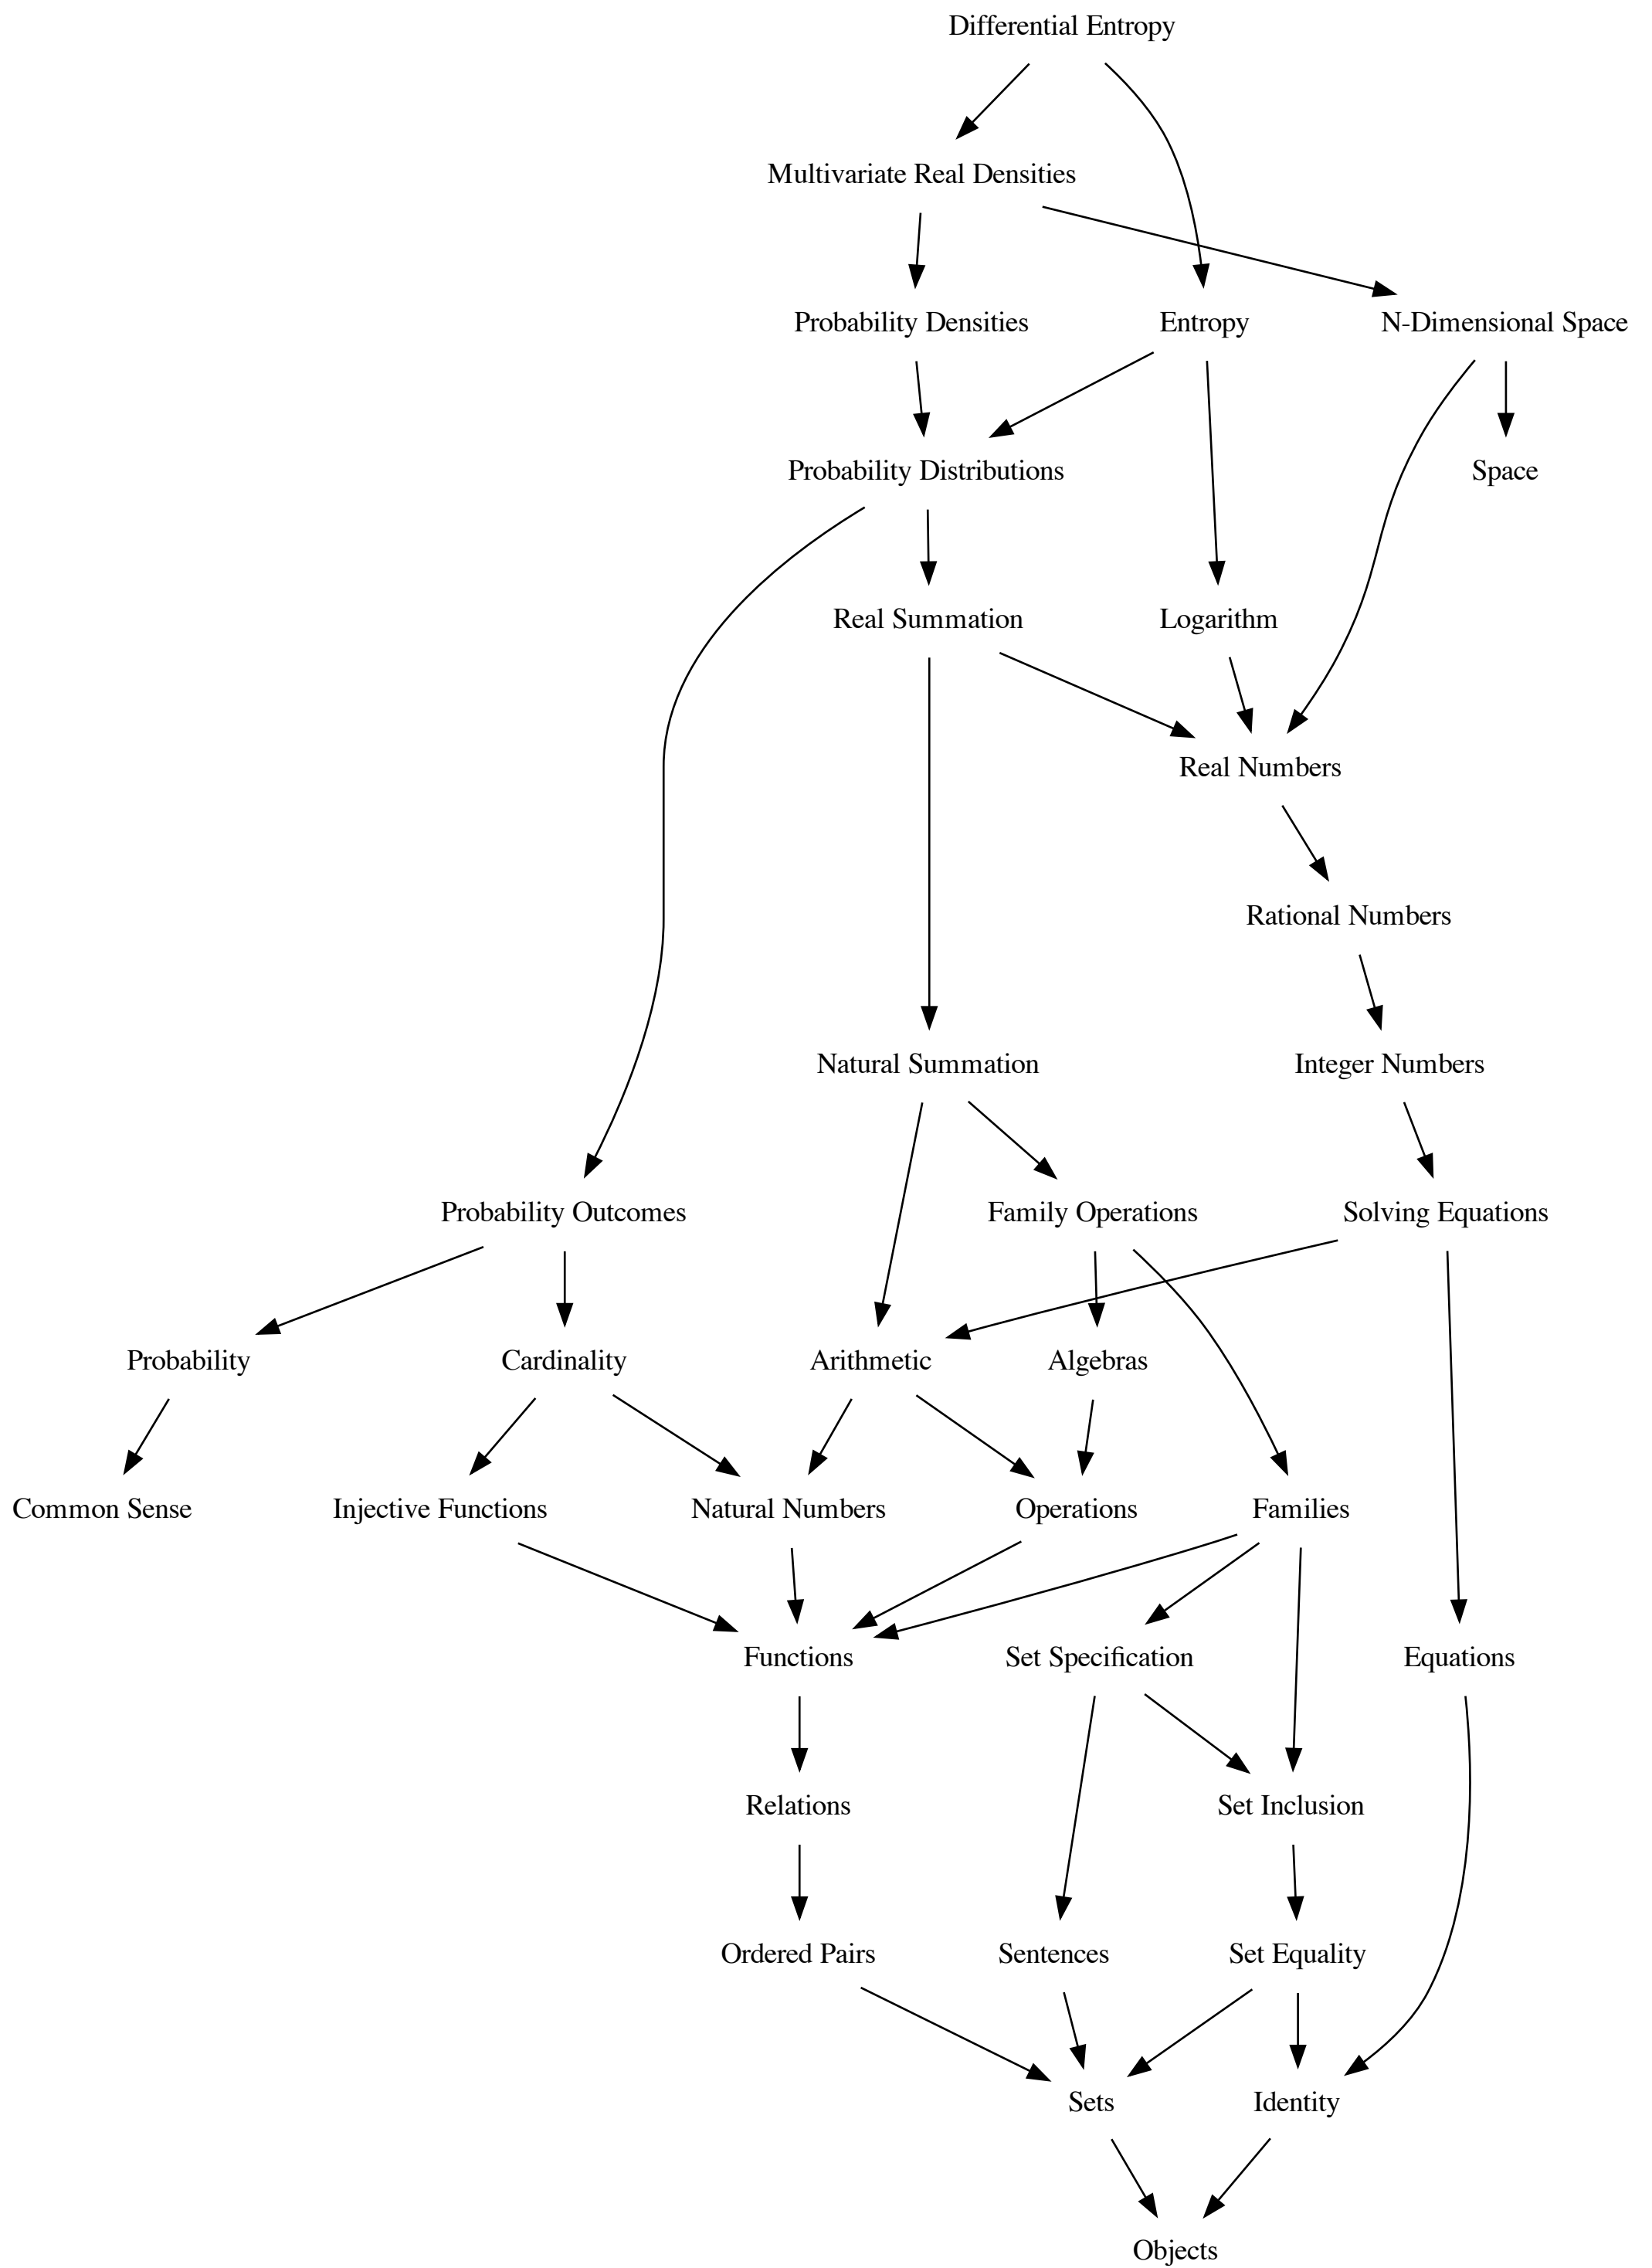 Differential Entropy
Multivariate Real Densities
Probability Densities
Entropy
N-Dimensional Space
Probability Distributions
Space
Real Summation
Logarithm
Real Numbers
Rational Numbers
Natural Summation
Integer Numbers
Probability Outcomes
Family Operations
Solving Equations
Probability
Cardinality
Arithmetic
Algebras
Common Sense
Injective Functions
Natural Numbers
Operations
Families
Functions
Set Specification
Equations
Relations
Set Inclusion
Ordered Pairs
Sentences
Set Equality
Sets
Identity
Objects